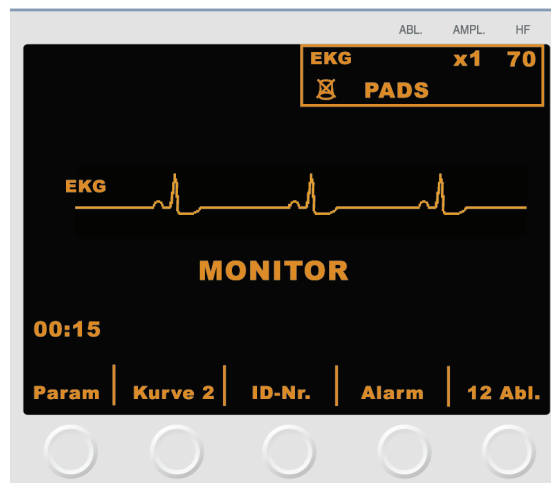 ABL. AMPL. HF
EKG x1 70
PADS
EKG
MONITOR
00:15
Param Kurve 2 ID-Nr. Alarm 12 Abl.